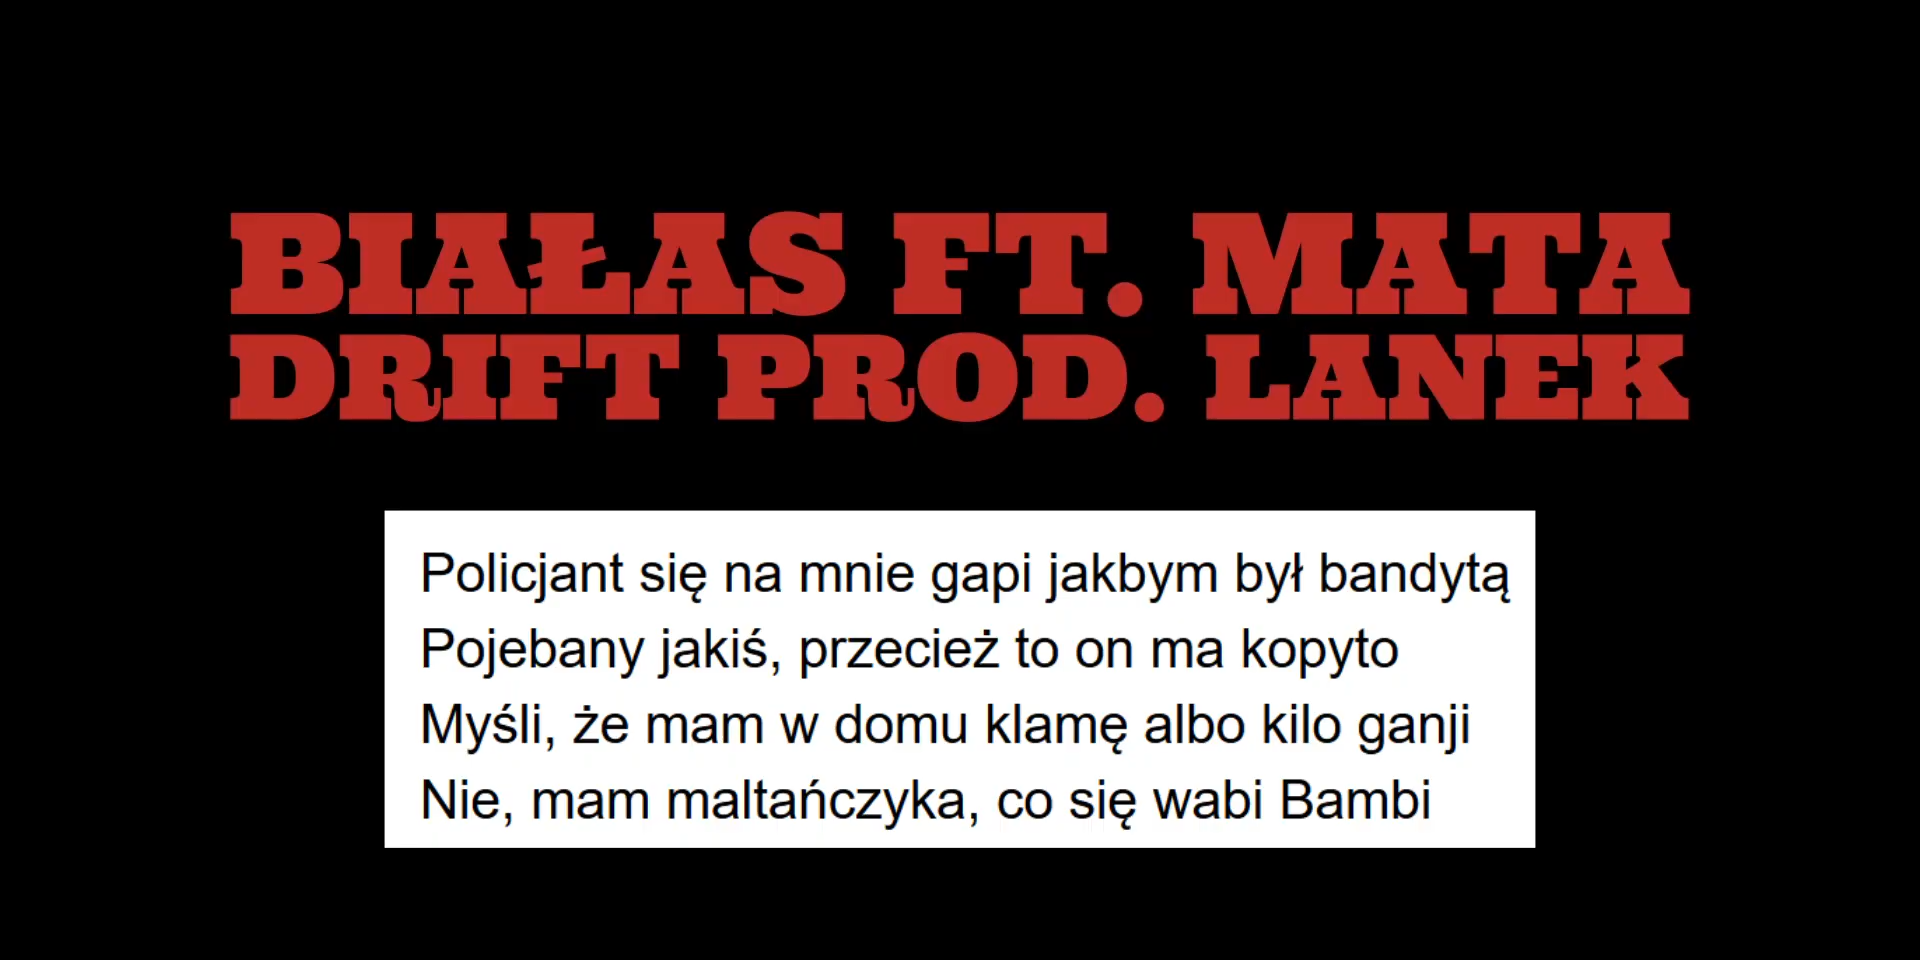 BIAŁAS FT. MATA
DRIFT PROD. LANEK
Policjant się na mnie gapi jakbym był bandytą
Pojebany jakiś, przecież to on ma kopyto
Myśli, że mam w domu klamę albo kilo ganji
Nie, mam maltańczyka, co się wabi Bambi